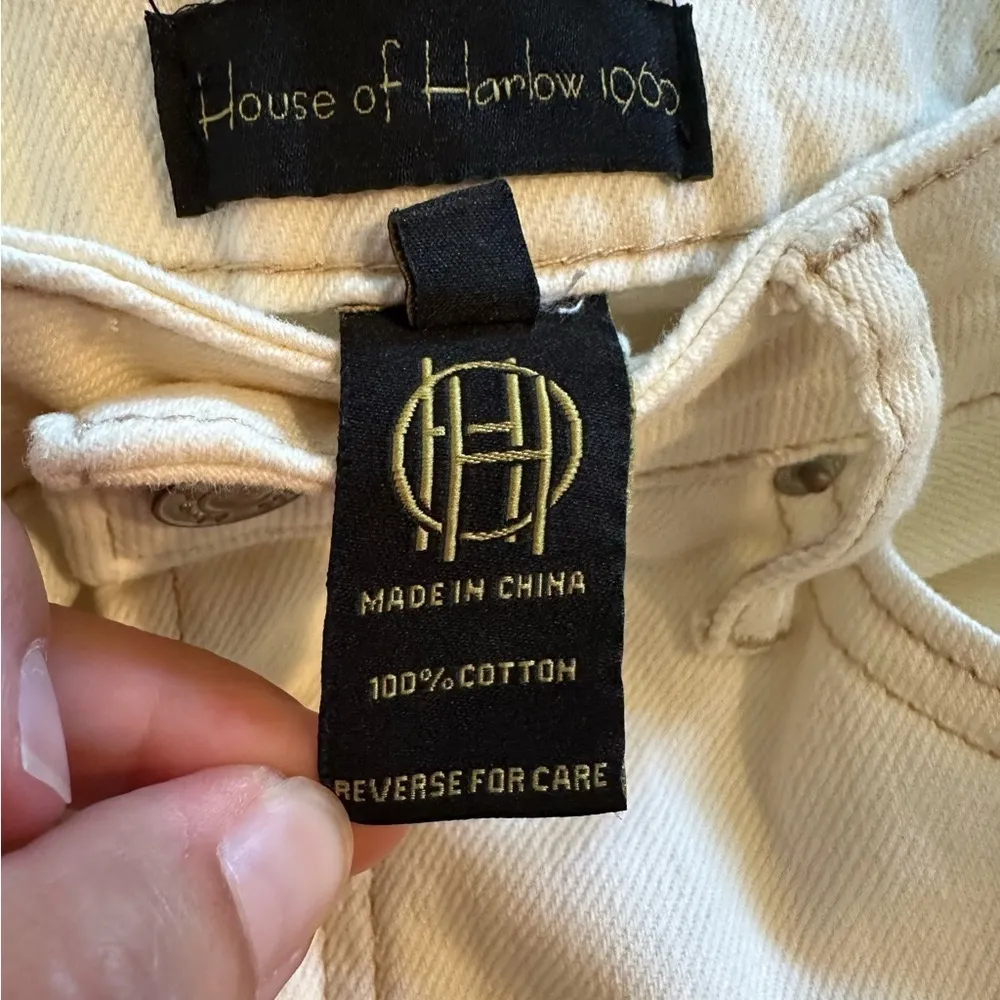 House of Harlow 1960
MADE IN CHINA
100% COTTON
REVERSE FOR CARE